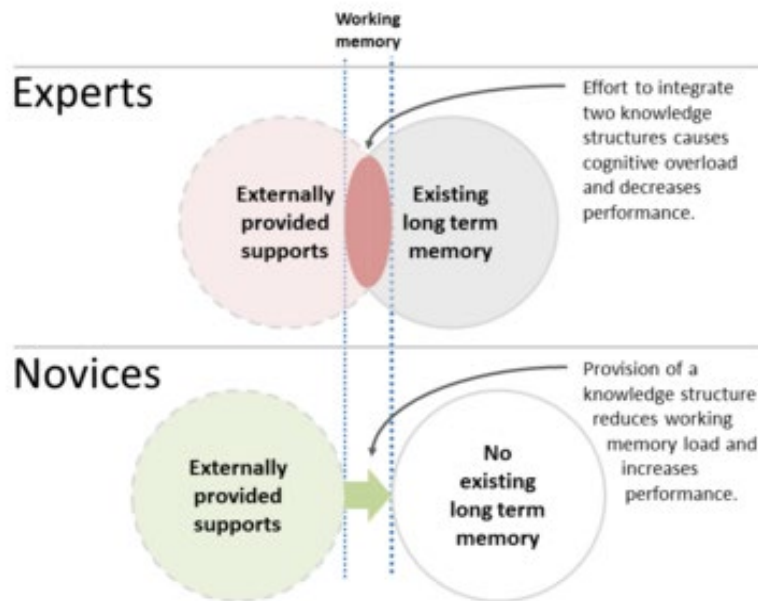 Working
memory
Experts
Effort to integrate
two knowledge
structures causes
cognitive overload
and decreases
performance.
Externally
provided
supports
Existing
long term
memory
Novices
Provision of a
knowledge structure
reduces working
memory load and
increases
performance.
Externally
provided
supports
No
existing
long term
memory